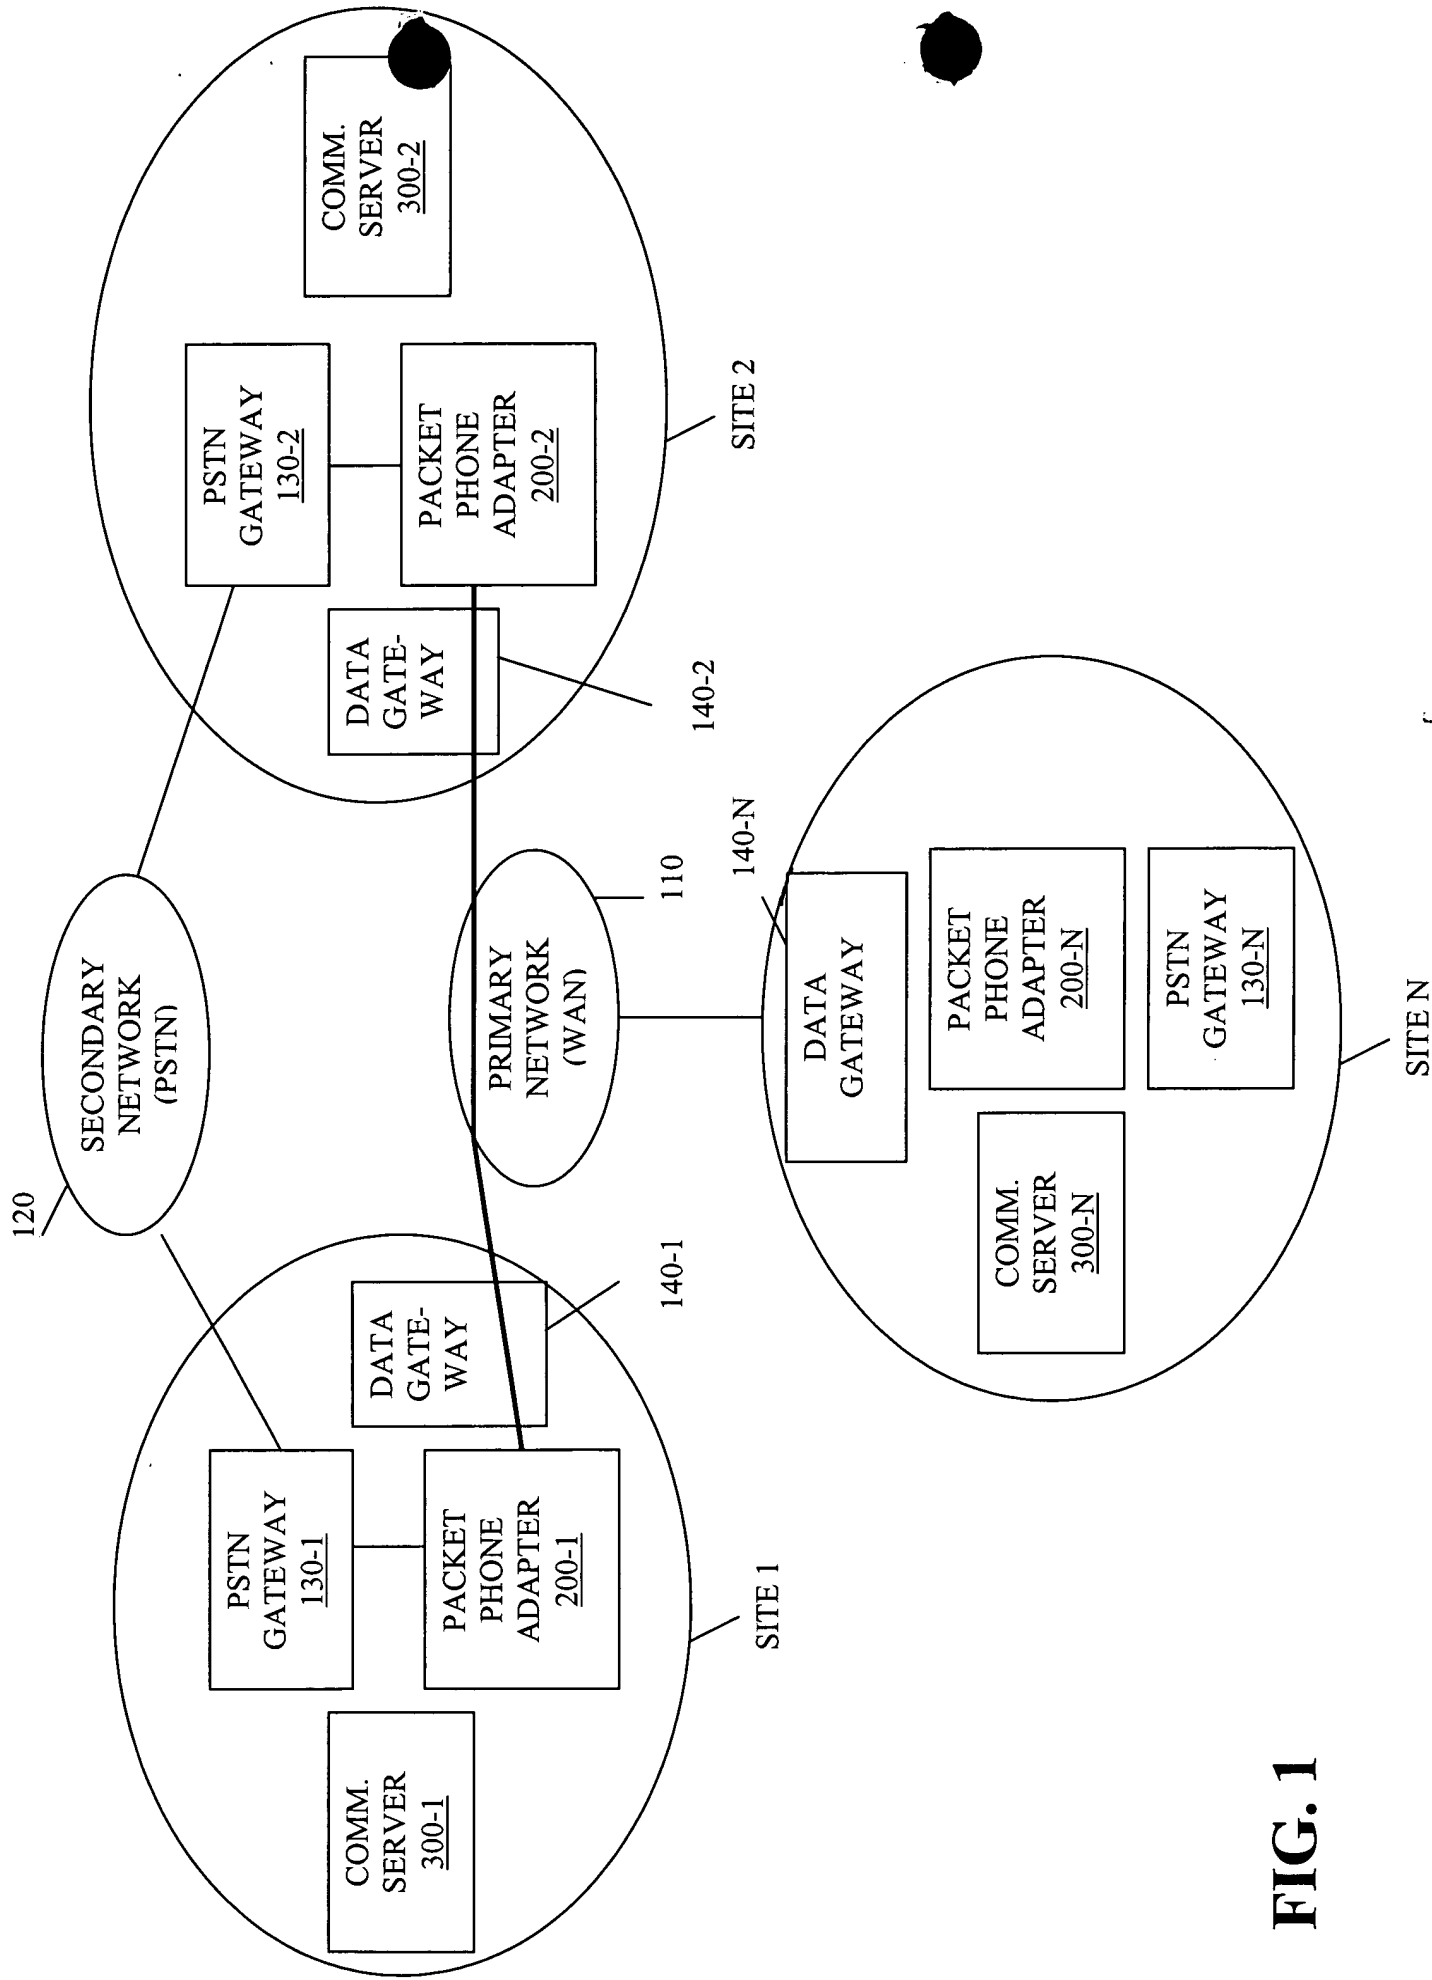 120
SECONDARY
NETWORK
(PSTN)
PSTN
GATEWAY
130-1
PACKET
PHONE
ADAPTER
200-1
COMM.
SERVER
300-1
DATA
GATE-
WAY
140-1
SITE 1
PRIMARY
NETWORK
(WAN)
110
PSTN
GATEWAY
130-2
PACKET
PHONE
ADAPTER
200-2
COMM.
SERVER
300-2
DATA
GATE-
WAY
140-2
SITE 2
140-N
DATA
GATEWAY
COMM.
SERVER
300-N
PACKET
PHONE
ADAPTER
200-N
PSTN
GATEWAY
130-N
SITE N
FIG. 1